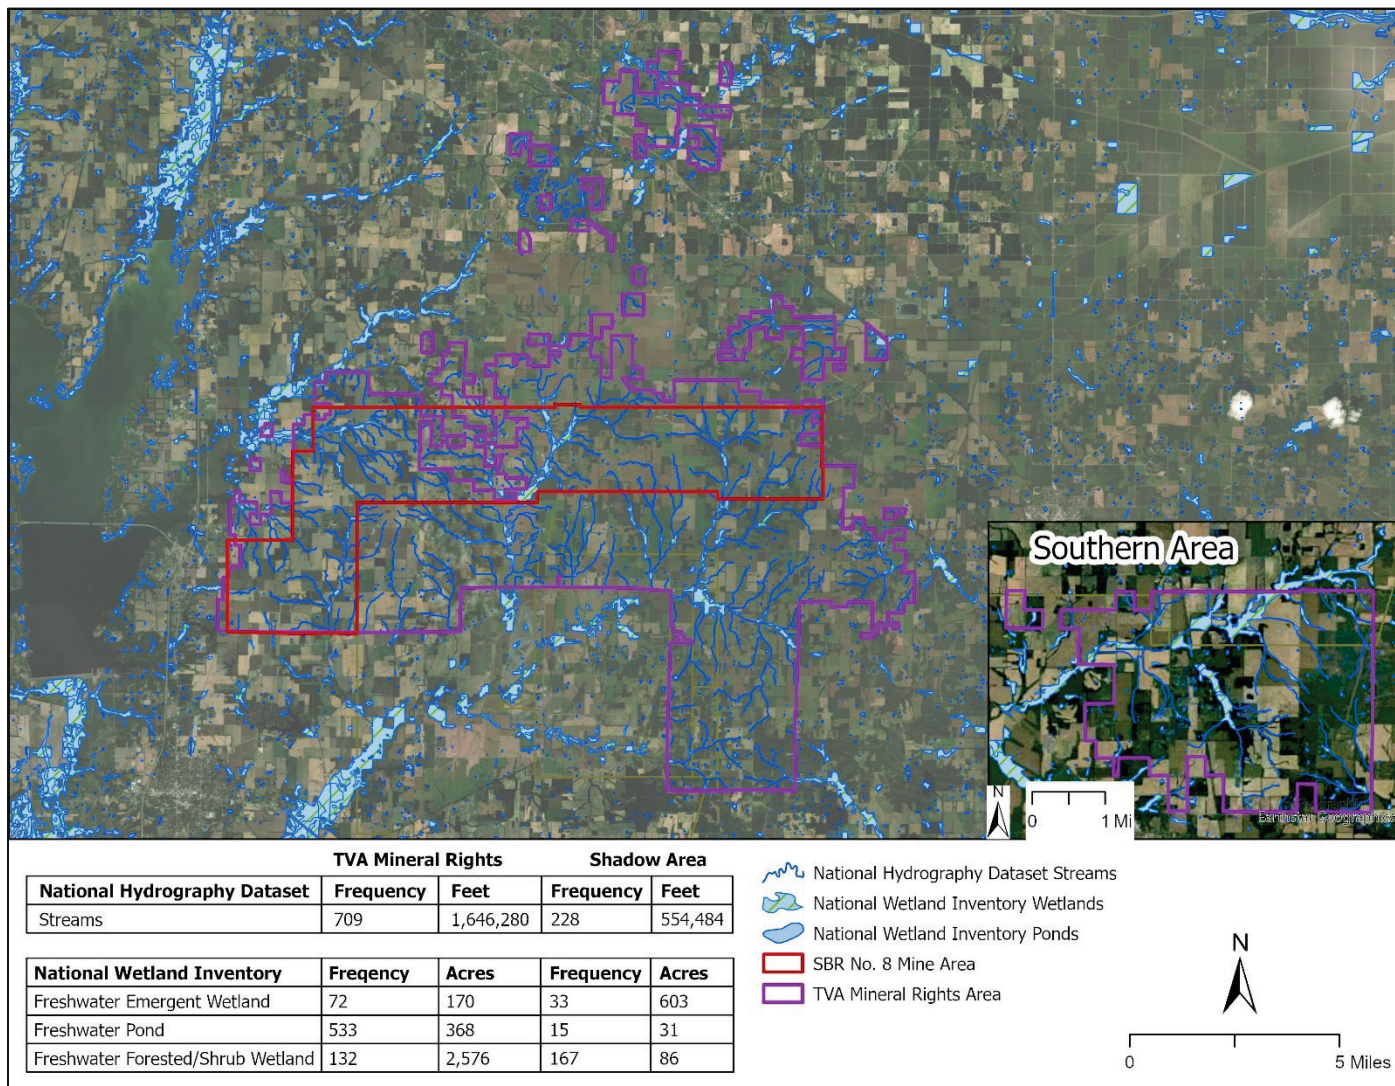 Southern Area
N
0 1 Mi
Earthstar Geographics
TVA Mineral Rights Shadow Area
National Hydrography Dataset Frequency Feet Frequency Feet
Streams 709 1,646,280 228 554,484
National Wetland Inventory Freqency Acres Frequency Acres
Freshwater Emergent Wetland 72 170 33 603
Freshwater Pond 533 368 15 31
Freshwater Forested/Shrub Wetland 132 2,576 167 86
National Hydrography Dataset Streams
National Wetland Inventory Wetlands
National Wetland Inventory Ponds
SBR No. 8 Mine Area
TVA Mineral Rights Area
N
0 5 Miles